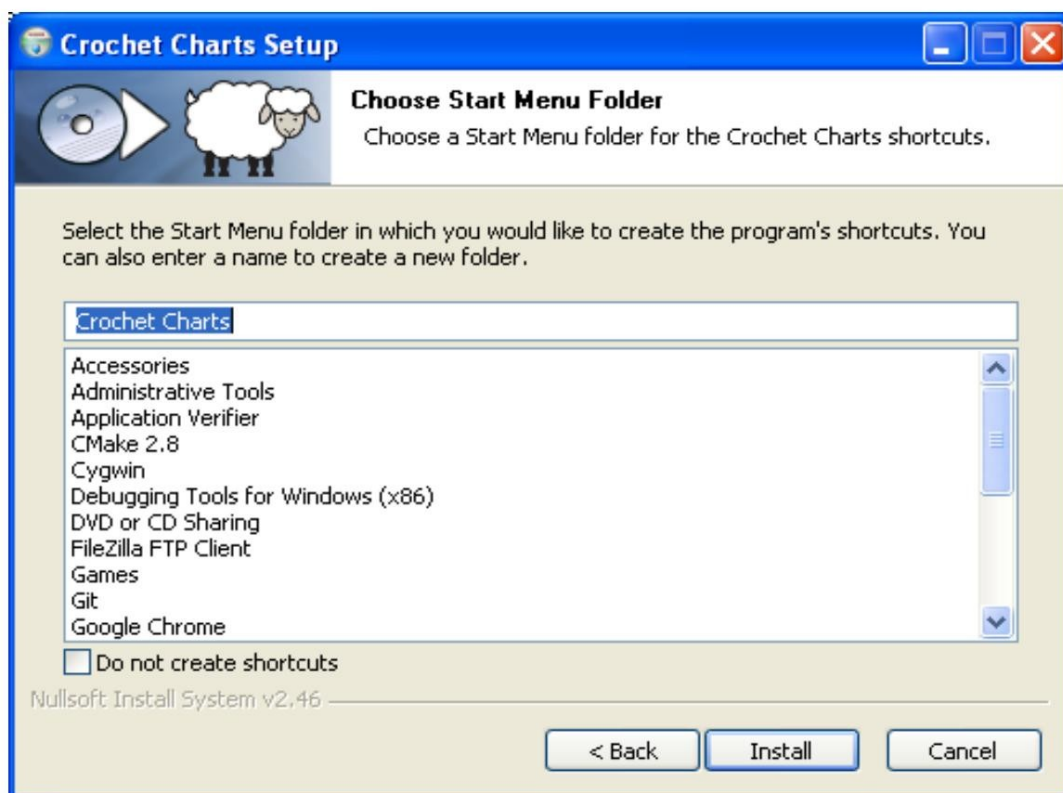 Crochet Charts Setup
Choose Start Menu Folder
Choose a Start Menu folder for the Crochet Charts shortcuts.
Select the Start Menu folder in which you would like to create the program's shortcuts. You
can also enter a name to create a new folder.
Crochet Charts
Accessories
Administrative Tools
Application Verifier
CMake 2.8
Cygwin
Debugging Tools for Windows (x86)
DVD or CD Sharing
FileZilla FTP Client
Games
Git
Google Chrome
Do not create shortcuts
Nullsoft Install System v2.46
< Back Install Cancel